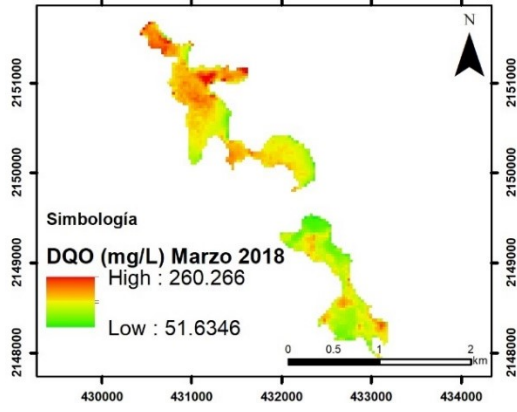 N
2151000
2151000
2150000
2150000
Simbología
2149000
2149000
DQO (mg/L) Marzo 2018
High : 260.266
Low : 51.6346
2148000
2148000
0 0.5 1 2
km
430000 431000 432000 433000 434000